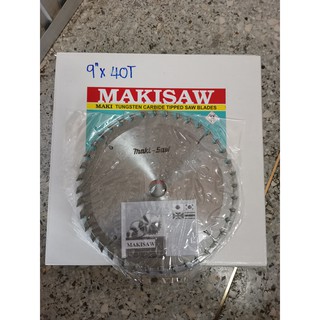 9"x 40T
MAKISAW
MAKI TUNGSTEN CARBIDE TIPPED SAW BLADES
maki-saw
MAKISAW